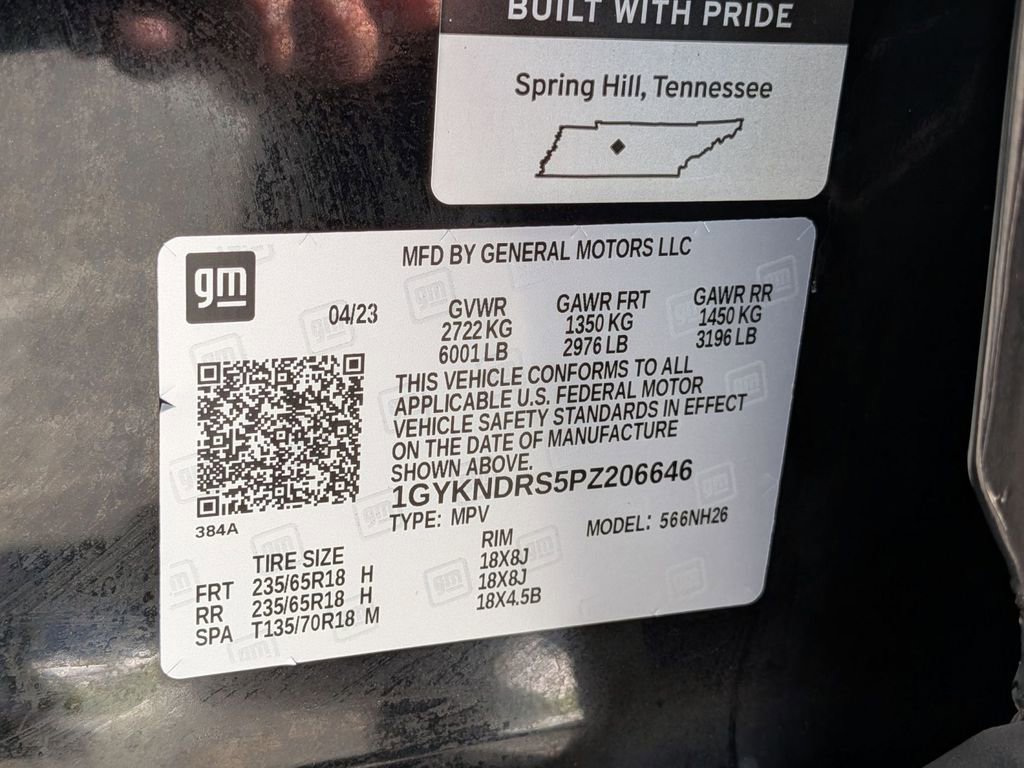 BUILT WITH PRIDE
Spring Hill, Tennessee
gm
MFD BY GENERAL MOTORS LLC
04/23
GVWR
2722 KG
6001 LB
GAWR FRT
1350 KG
2976 LB
GAWR RR
1450 KG
3196 LB
THIS VEHICLE CONFORMS TO ALL
APPLICABLE U.S. FEDERAL MOTOR
VEHICLE SAFETY STANDARDS IN EFFECT
ON THE DATE OF MANUFACTURE
SHOWN ABOVE.
1GYKNDRS5PZ206646
384A
TYPE: MPV
MODEL: 566NH26
TIRE SIZE
RIM
FRT 235/65R18 H 18X8J
RR 235/65R18 H 18X8J
SPA T135/70R18 M 18X4.5B